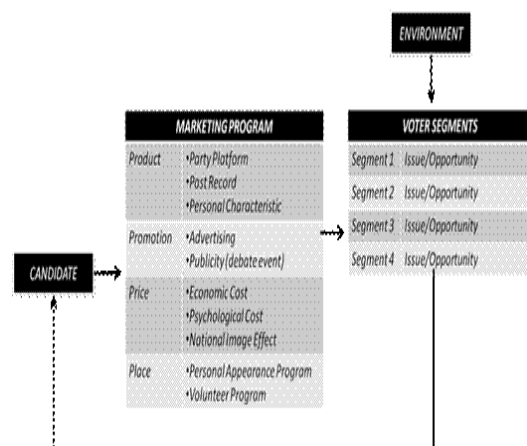 ENVIRONMENT
MARKETING PROGRAM
Product
•Party Platform
•Past Record
•Personal Characteristic
Promotion
•Advertising
•Publicity (debate event)
Price
•Economic Cost
•Psychological Cost
•National Image Effect
Place
•Personal Appearance Program
•Volunteer Program
VOTER SEGMENTS
Segment 1 Issue/Opportunity
Segment 2 Issue/Opportunity
Segment 3 Issue/Opportunity
Segment 4 Issue/Opportunity
CANDIDATE